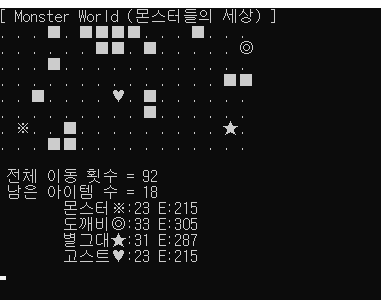 [ Monster World (몬스터들의 세상) ]
. . . ■ . ■ ■ ■ ■ . . . ■ . . .
. . . . . . ■ ■ . ■ . . . . . ◎
. . . ■ . . . . . . . . . . . .
. . . . . . . . . . . . . . ■ ■
. . ■ . . . . ♥ . ■ . . . . . .
. . . . . . . . . ■ . . . . . .
. ※ . . ■ . . . . . . . . . ★ .
. . . ■ ■ . . . . . . . . . . .
전체 이동 횟수 = 92
남은 아이템 수 = 18
몬스터※:23 E:215
도깨비◎:33 E:305
별그대★:31 E:287
고스트♥:23 E:215